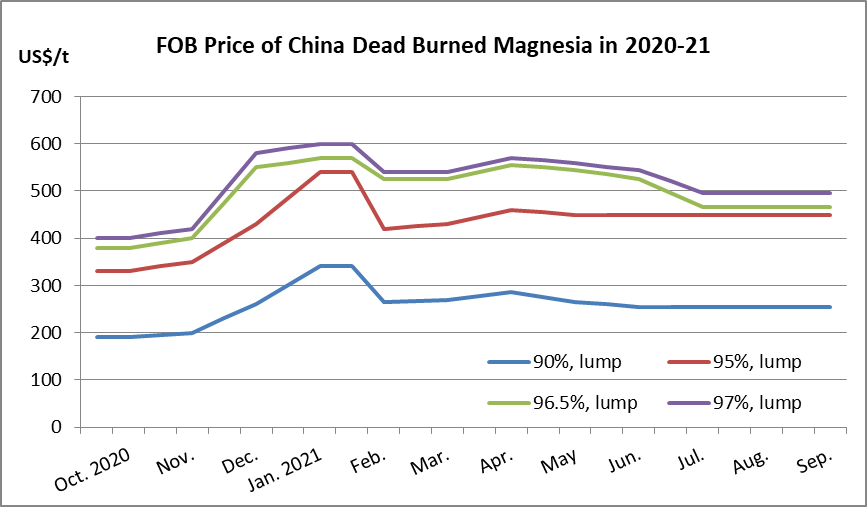 FOB Price of China Dead Burned Magnesia in 2020-21
US$/t
700
600
500
400
300
200
100
0
Oct. 2020 Nov. Dec. Jan. 2021 Feb. Mar. Apr. May Jun. Jul. Aug. Sep.
90%, lump 95%, lump
96.5%, lump 97%, lump